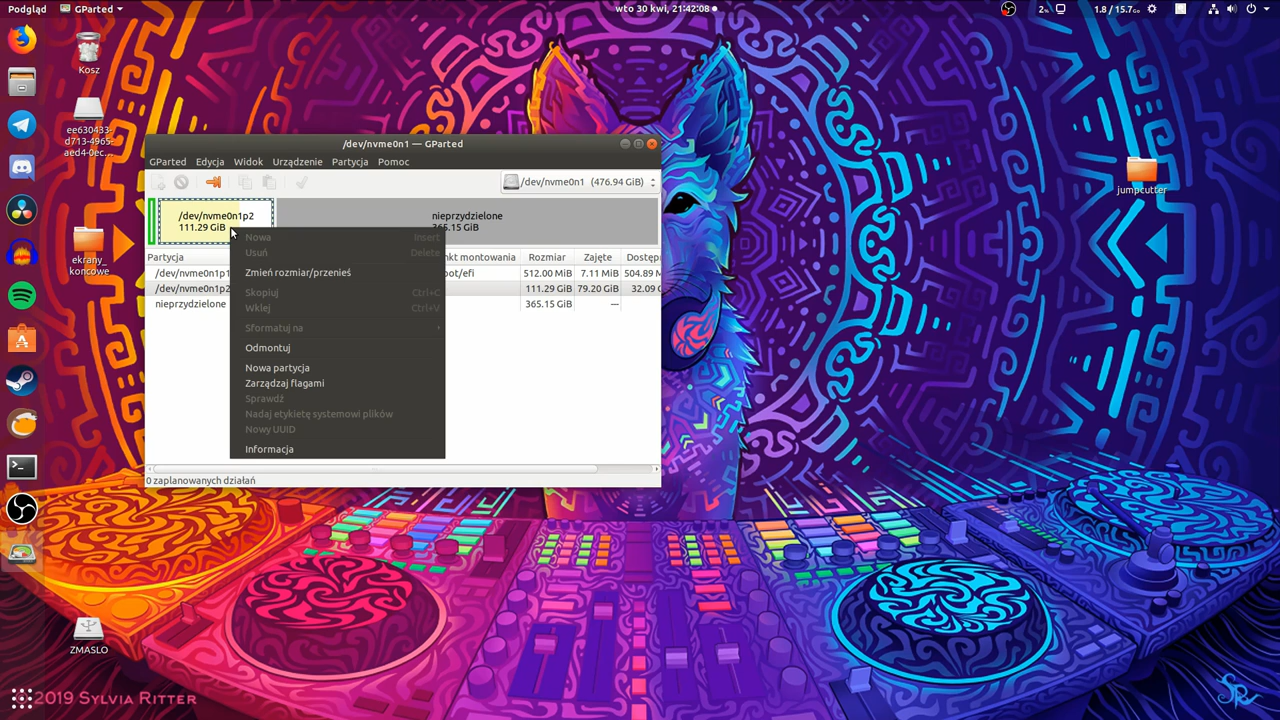 Podgląd
GParted
wto 30 kwi, 21:42:08
2%
1.8 / 15.7Go
Kosz
ee630433-
d713-4965-
aed4-0ec...
ekrany_
koncowe
ZMASLO
jumpcutter
/dev/nvme0n1 — GParted
GParted Edycja Widok Urządzenie Partycja Pomoc
/dev/nvme0n1 (476.94 GiB)
/dev/nvme0n1p2
111.29 GiB
nieprzydzielone
365.15 GiB
Partycja nkt montowania Rozmiar Zajęte Dostęp
/dev/nvme0n1p1 oot/efi 512.00 MiB 7.11 MiB 504.89 M
/dev/nvme0n1p2 111.29 GiB 79.20 GiB 32.09
nieprzydzielone 365.15 GiB —
Nowa Insert
Usuń Delete
Zmień rozmiar/przenieś
Skopiuj Ctrl+C
Wklej Ctrl+V
Sformatuj na
Odmontuj
Nowa partycja
Zarządzaj flagami
Sprawdź
Nadaj etykietę systemowi plików
Nowy UUID
Informacja
0 zaplanowanych działań
2019 SYLVIA RITTER